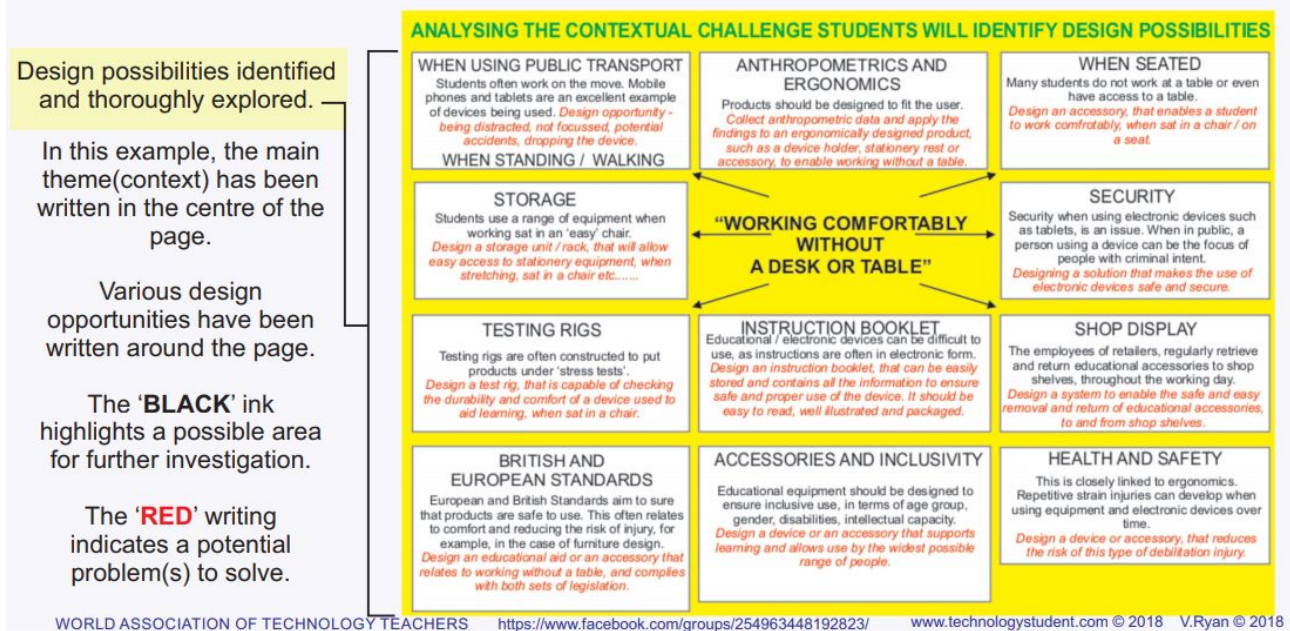 ANALYSING THE CONTEXTUAL CHALLENGE STUDENTS WILL IDENTIFY DESIGN POSSIBILITIES
Design possibilities identified
and thoroughly explored.
In this example, the main
theme(context) has been
written in the centre of the
page.
Various design
opportunities have been
written around the page.
The ‘BLACK’ ink
highlights a possible area
for further investigation.
The ‘RED’ writing
indicates a potential
problem(s) to solve.
WHEN USING PUBLIC TRANSPORT
Students often work on the move. Mobile
phones and tablets are an excellent example
of devices being used. Design opportunity -
being distracted, not focussed, potential
accidents, dropping the device.
WHEN STANDING / WALKING
ANTHROPOMETRICS AND
ERGONOMICS
Products should be designed to fit the user.
Collect anthropometric data and apply the
findings to an ergonomically designed product,
such as a device holder, stationery rest or
accessory, to enable working without a table.
WHEN SEATED
Many students do not work at a table or even
have access to a table.
Design an accessory, that enables a student
to work comfrotably, when sat in a chair / on
a seat.
STORAGE
Students use a range of equipment when
working sat in an ‘easy’ chair.
Design a storage unit / rack, that will allow
easy access to stationery equipment, when
stretching, sat in a chair etc.......
“WORKING COMFORTABLY
WITHOUT
A DESK OR TABLE”
SECURITY
Security when using electronic devices such
as tablets, is an issue. When in public, a
person using a device can be the focus of
people with criminal intent.
Designing a solution that makes the use of
electronic devices safe and secure.
TESTING RIGS
Testing rigs are often constructed to put
products under ‘stress tests’.
Design a test rig, that is capable of checking
the durability and comfort of a device used to
aid learning, when sat in a chair.
INSTRUCTION BOOKLET
Educational / electronic devices can be difficult to
use, as instructions are often in electronic form.
Design an instruction booklet, that can be easily
stored and contains all the information to ensure
safe and proper use of the device. It should be
easy to read, well illustrated and packaged.
SHOP DISPLAY
The employees of retailers, regularly retrieve
and return educational accessories to shop
shelves, throughout the working day.
Design a system to enable the safe and easy
removal and return of educational accessories,
to and from shop shelves.
BRITISH AND
EUROPEAN STANDARDS
European and British Standards aim to sure
that products are safe to use. This often relates
to comfort and reducing the risk of injury, for
example, in the case of furniture design.
Design an educational aid or an accessory that
relates to working without a table, and complies
with both sets of legislation.
ACCESSORIES AND INCLUSIVITY
Educational equipment should be designed to
ensure inclusive use, in terms of age group,
gender, disabilities, intellectual capacity.
Design a device or an accessory that supports
learning and allows use by the widest possible
range of people.
HEALTH AND SAFETY
This is closely linked to ergonomics.
Repetitive strain injuries can develop when
using equipment and electronic devices over
time.
Design a device or accessory, that reduces
the risk of this type of debilitation injury.
WORLD ASSOCIATION OF TECHNOLOGY TEACHERS https://www.facebook.com/groups/254963448192823/ www.technologystudent.com © 2018 V.Ryan © 2018